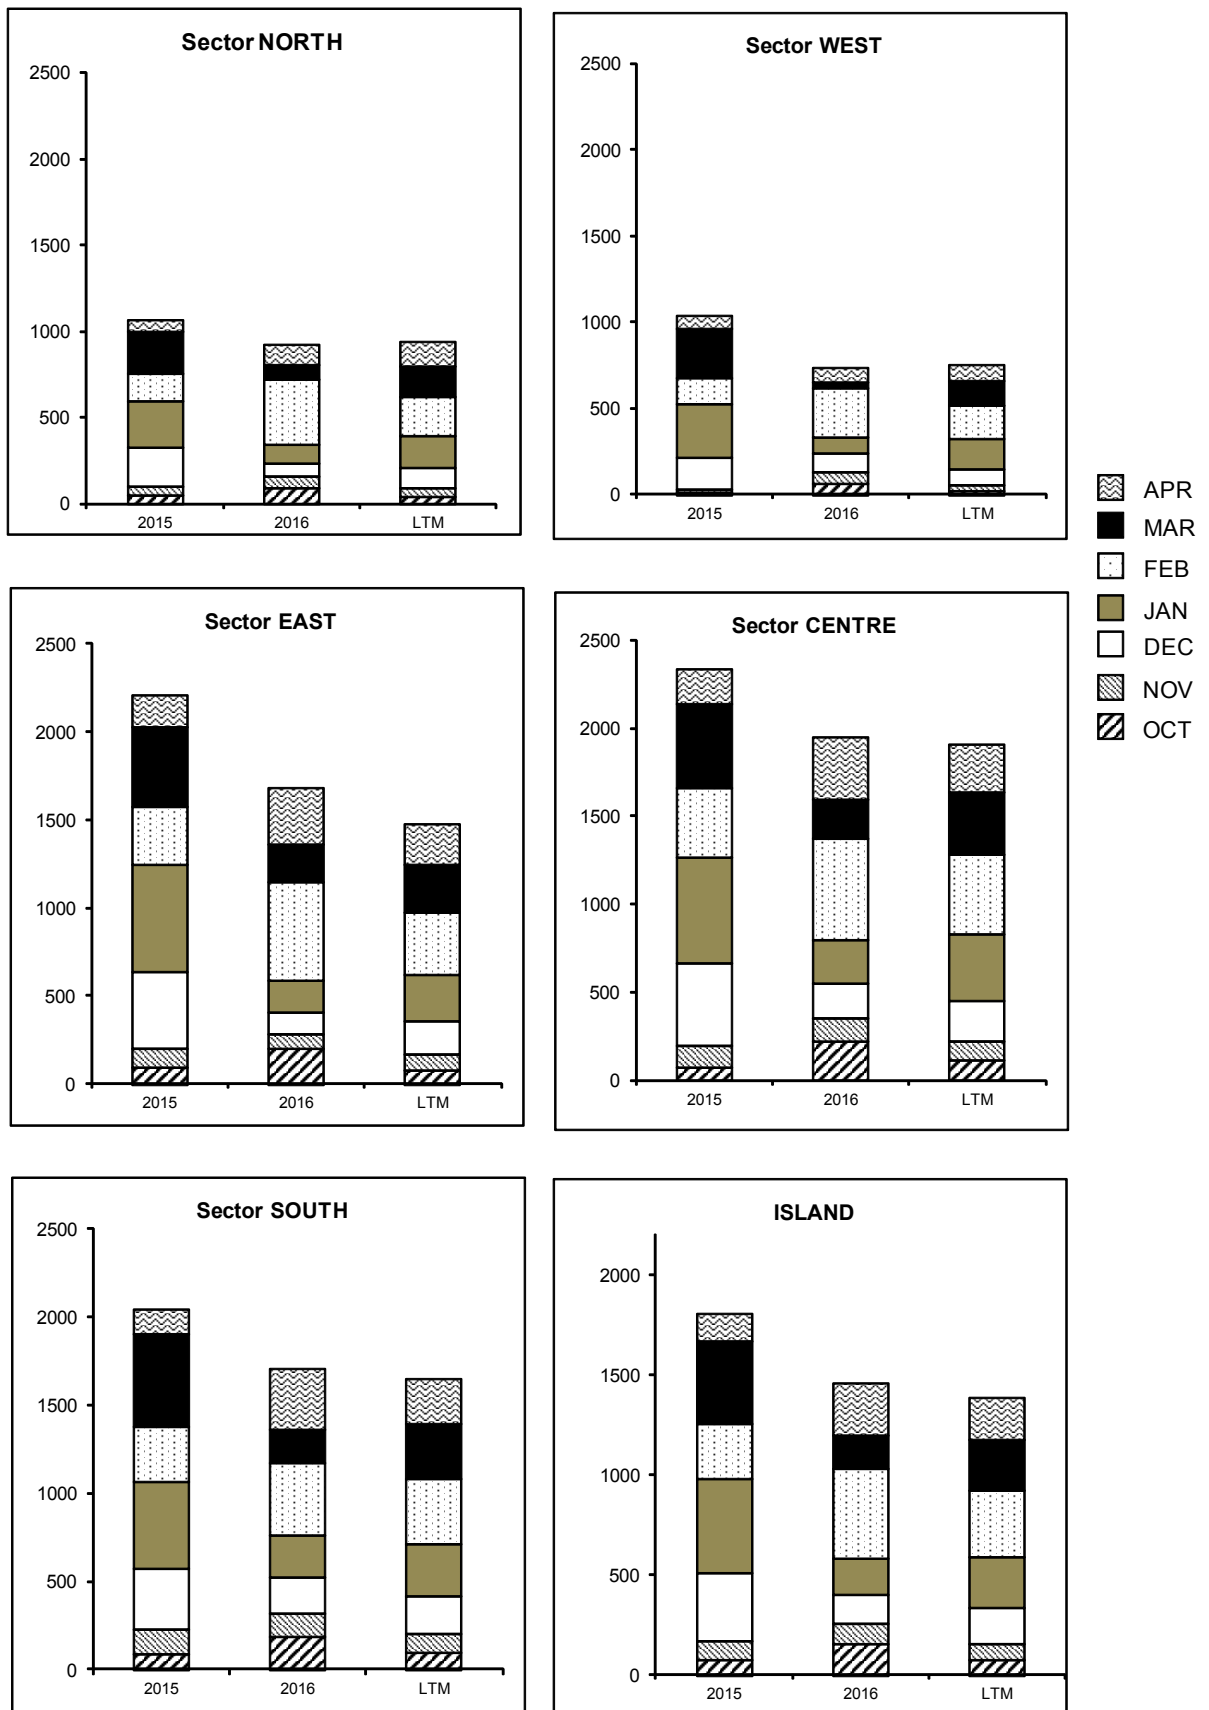 Sector NORTH
2500
2000
1500
1000
500
0
2015 2016 LTM
Sector WEST
2500
2000
1500
1000
500
0
2015 2016 LTM
APR
MAR
FEB
JAN
DEC
NOV
OCT
Sector EAST
2500
2000
1500
1000
500
0
2015 2016 LTM
Sector CENTRE
2500
2000
1500
1000
500
0
2015 2016 LTM
Sector SOUTH
2500
2000
1500
1000
500
0
2015 2016 LTM
ISLAND
2000
1500
1000
500
0
2015 2016 LTM